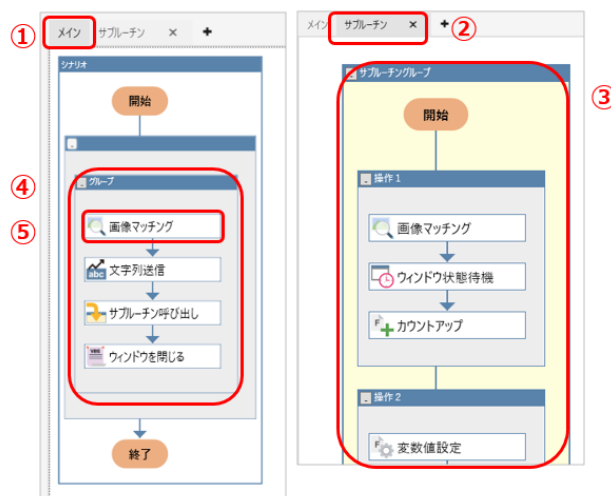 ① メイン サブルーチン × +
シナリオ
開始
④ グループ
⑤ 画像マッチング
abc 文字列送信
サブルーチン呼び出し
ウィンドウを閉じる
終了
メイン サブルーチン × + ②
サブルーチングループ
③
開始
操作1
画像マッチング
ウィンドウ状態待機
カウントアップ
操作2
変数値設定